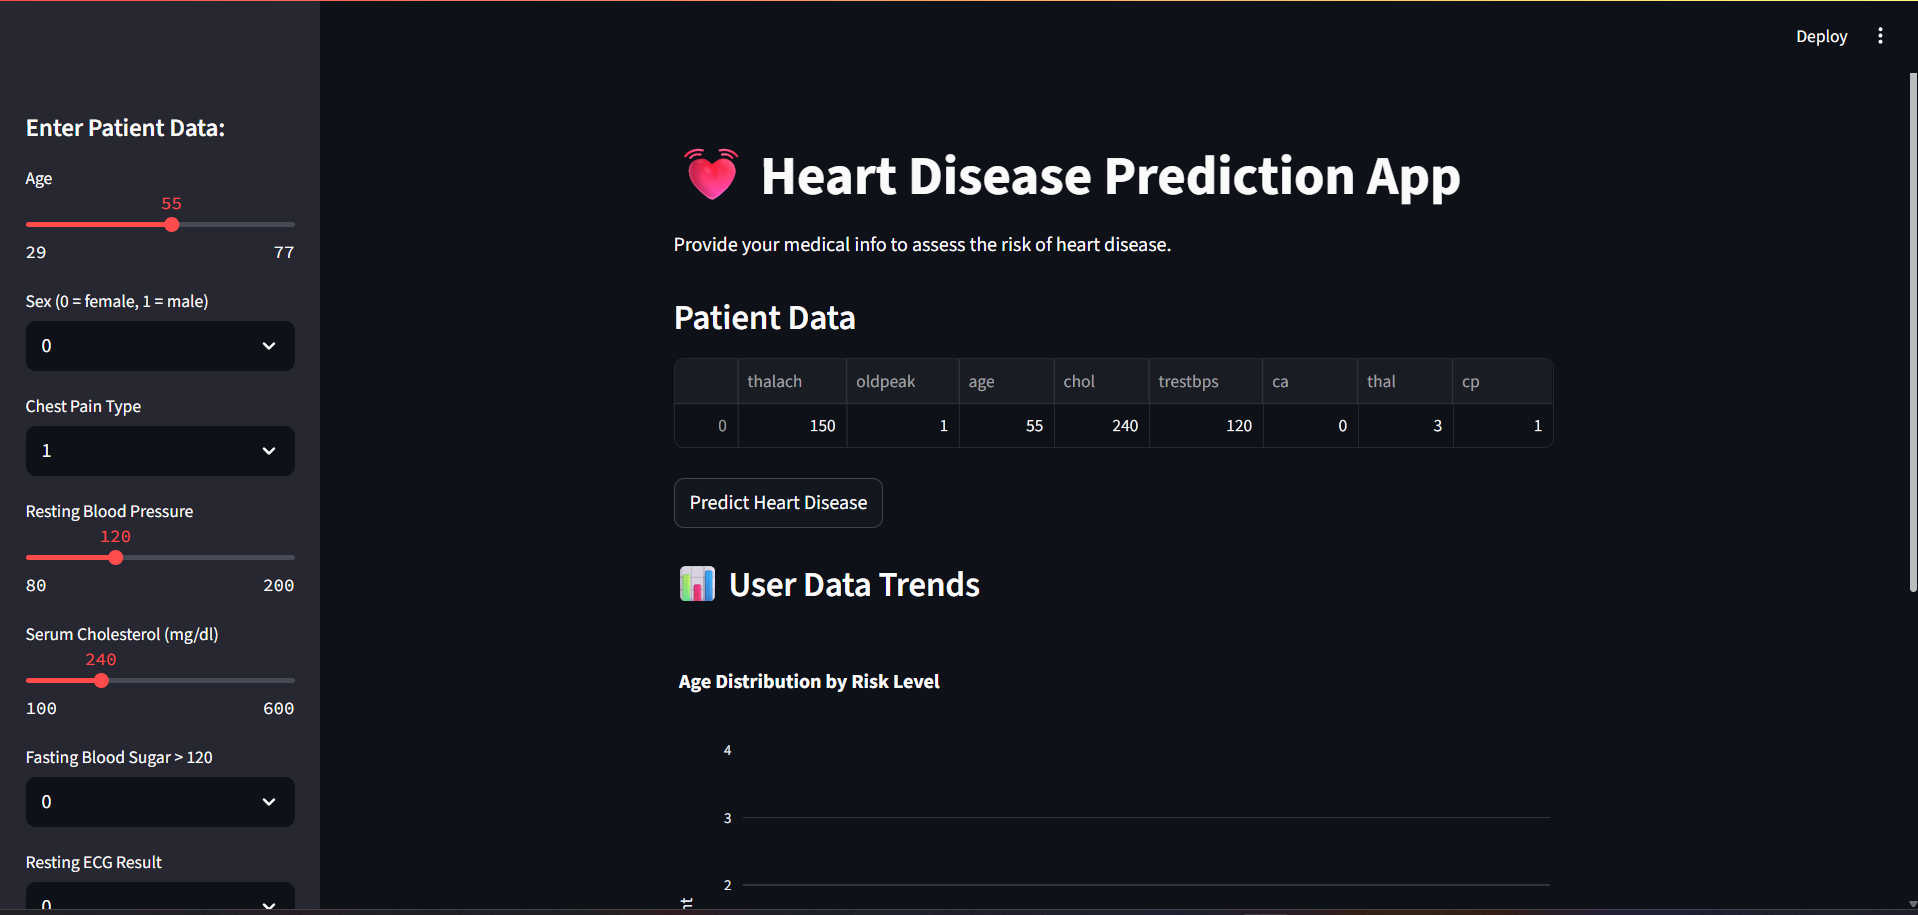 Deploy
Enter Patient Data:
Age
55
29 77
Sex (0 = female, 1 = male)
0
Chest Pain Type
1
Resting Blood Pressure
120
80 200
Serum Cholesterol (mg/dl)
240
100 600
Fasting Blood Sugar > 120
0
Resting ECG Result
0
Heart Disease Prediction App
Provide your medical info to assess the risk of heart disease.
Patient Data
thalach oldpeak age chol trestbps ca thal cp
0 150 1 55 240 120 0 3 1
Predict Heart Disease
User Data Trends
Age Distribution by Risk Level
4
3
2